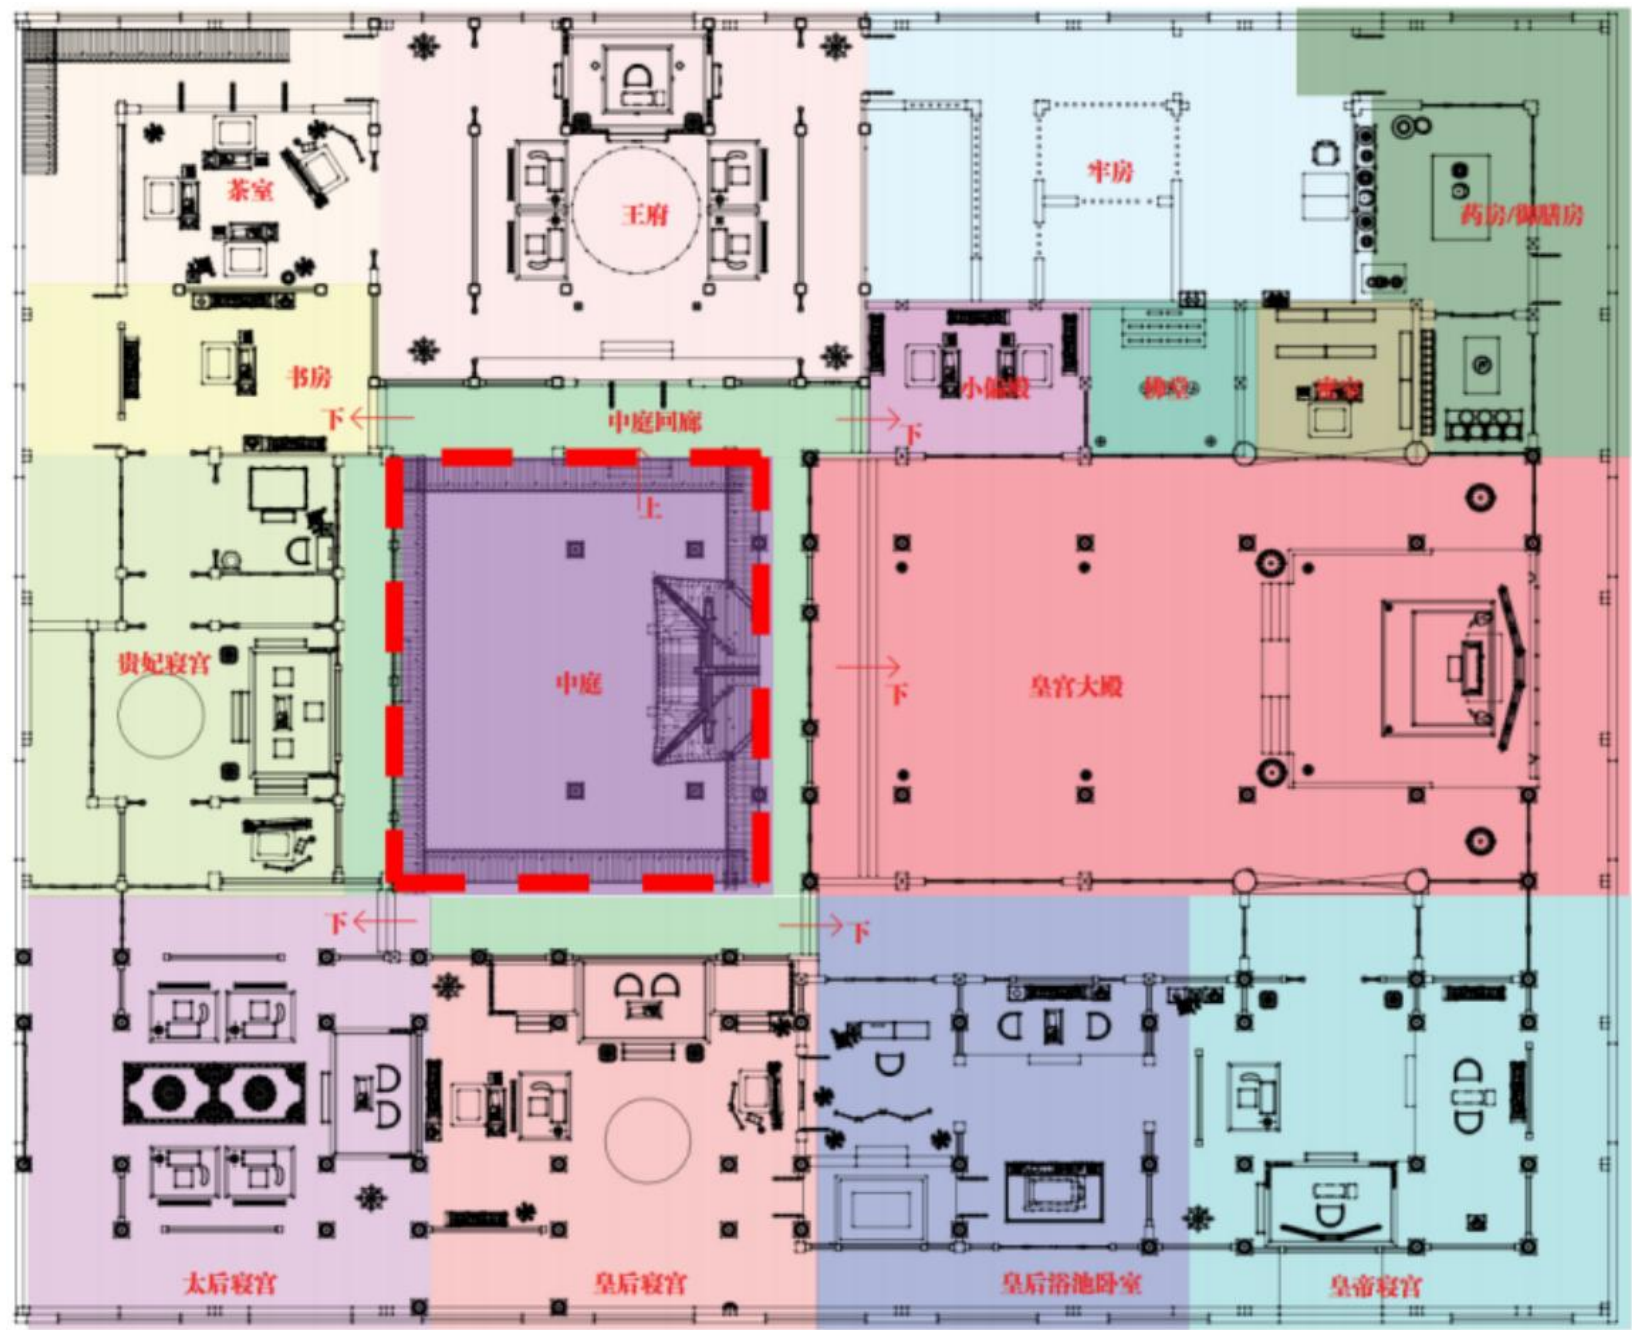 茶室
王府
牢房
药房/御膳房
书房
小偏殿
佛堂
密室
下
中庭回廊
下
上
贵妃寝宫
中庭
下
皇宫大殿
下
下
太后寝宫
皇后寝宫
皇后浴池卧室
皇帝寝宫